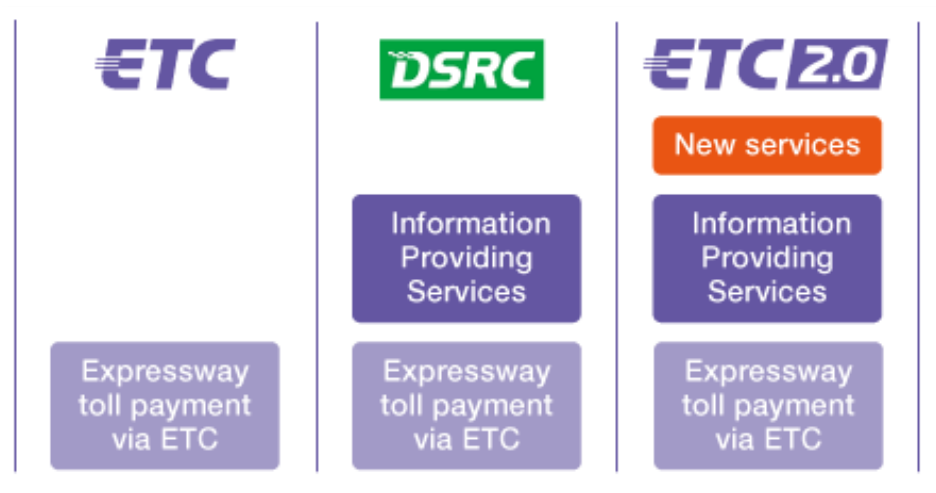 ETC
DSRC
ETC 2.0
New services
Information
Providing
Services
Information
Providing
Services
Expressway
toll payment
via ETC
Expressway
toll payment
via ETC
Expressway
toll payment
via ETC